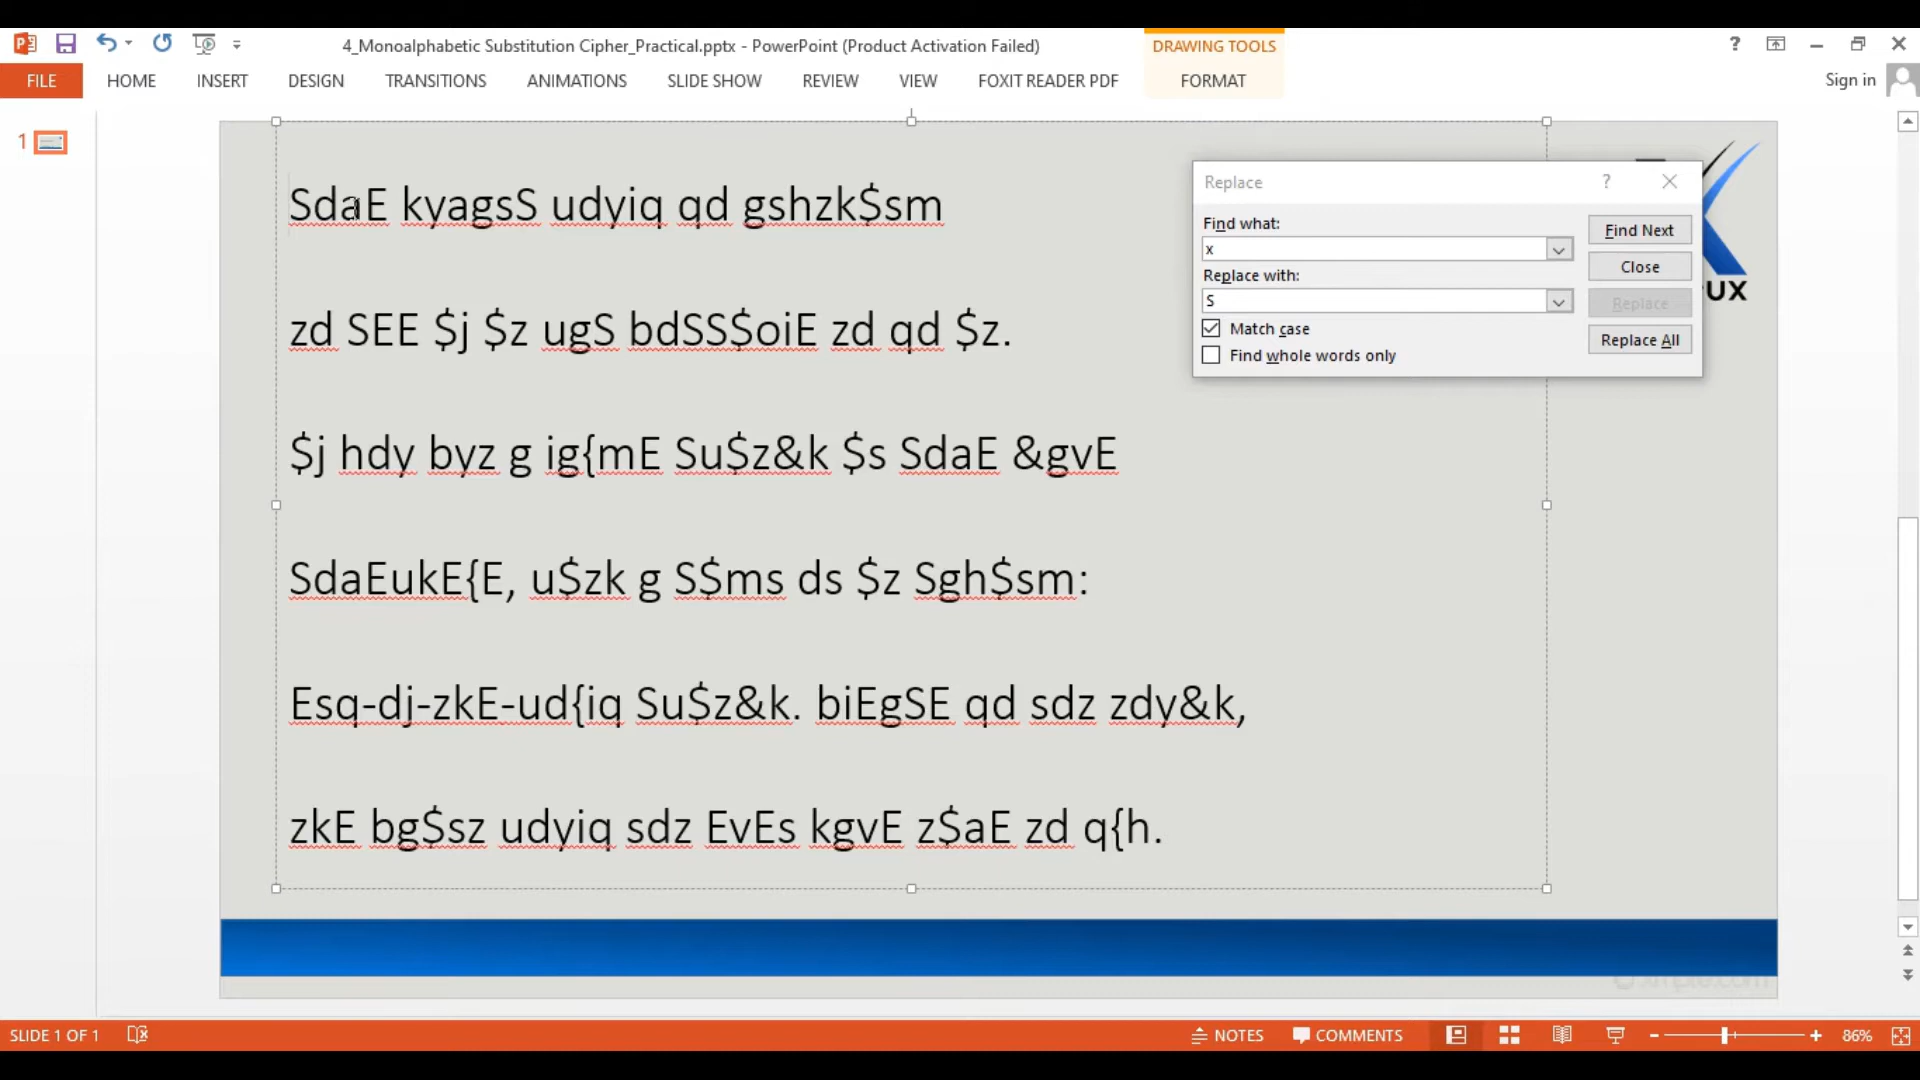 4_Monoalphabetic Substitution Cipher_Practical.pptx - PowerPoint (Product Activation Failed)
DRAWING TOOLS
FILE HOME INSERT DESIGN TRANSITIONS ANIMATIONS SLIDE SHOW REVIEW VIEW FOXIT READER PDF FORMAT Sign in
1
SdaE kyagsS udyiq qd gshzk$sm
zd SEE $j $z ugS bdSS$oiE zd qd $z.
$j hdy byz g ig{mE Su$z&k $s SdaE &gvE
SdaEukE{E, u$zk g S$ms ds $z Sgh$sm:
Esq-dj-zkE-ud{iq Su$z&k. biEgSE qd sdz zdy&k,
zkE bg$sz udyiq sdz EvEs kgvE z$aE zd q{h.
Replace
Find what:
x
Find Next
Replace with:
Close
S
Replace
Match case
Replace All
Find whole words only
UX
SLIDE 1 OF 1 NOTES COMMENTS 86%